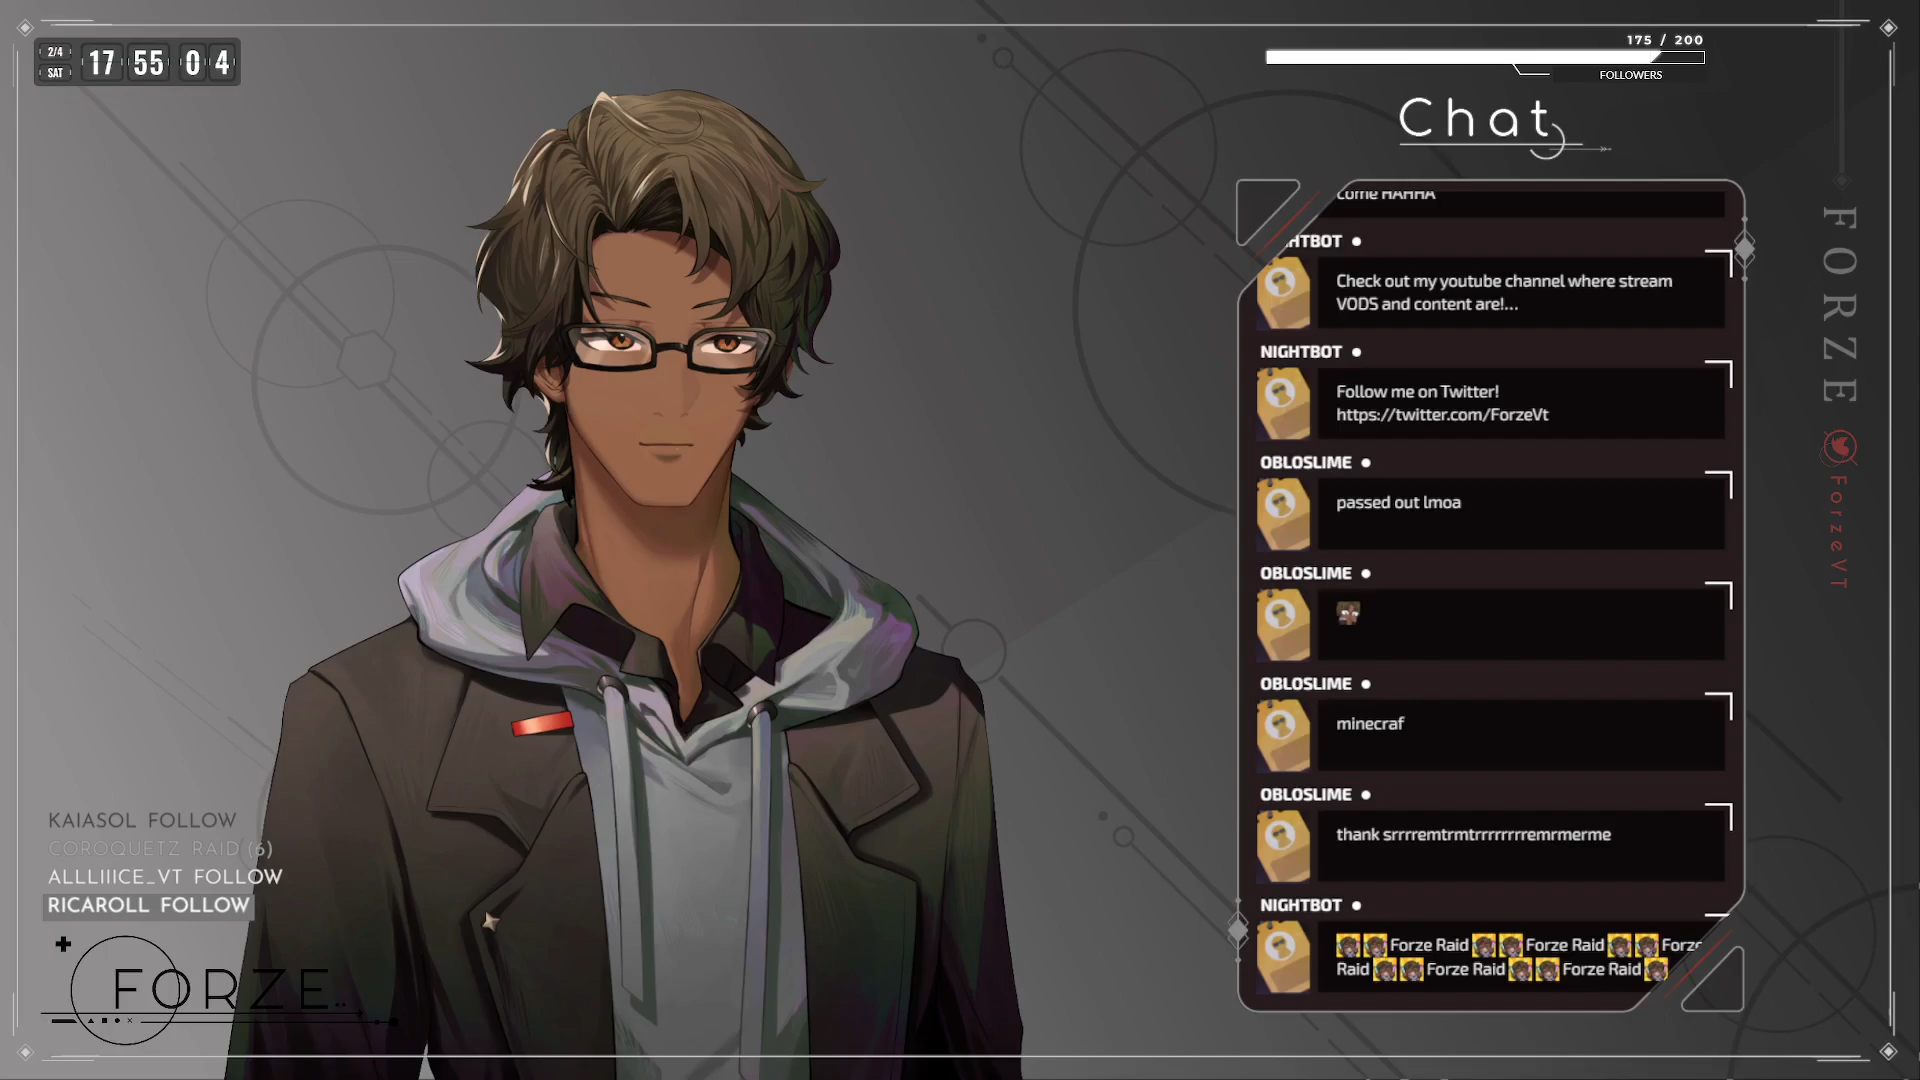 2/4
SAT
17 55 04
175 / 200
FOLLOWERS
Chat
come HAHHA
HTBOT
Check out my youtube channel where stream
VODS and content are!...
NIGHTBOT
Follow me on Twitter!
https://twitter.com/ForzeVt
OBLOSLIME
passed out lmoa
OBLOSLIME
OBLOSLIME
minecraf
OBLOSLIME
thank srrrremtrmtrrrrrrrremrmerme
NIGHTBOT
Forze Raid Forze Raid Forze
Raid Forze Raid Forze Raid
FORZE
ForzeVT
KAIASOL FOLLOW
COROQUETZ RAID (6)
ALLLIIICE_VT FOLLOW
RICAROLL FOLLOW
FORZE..